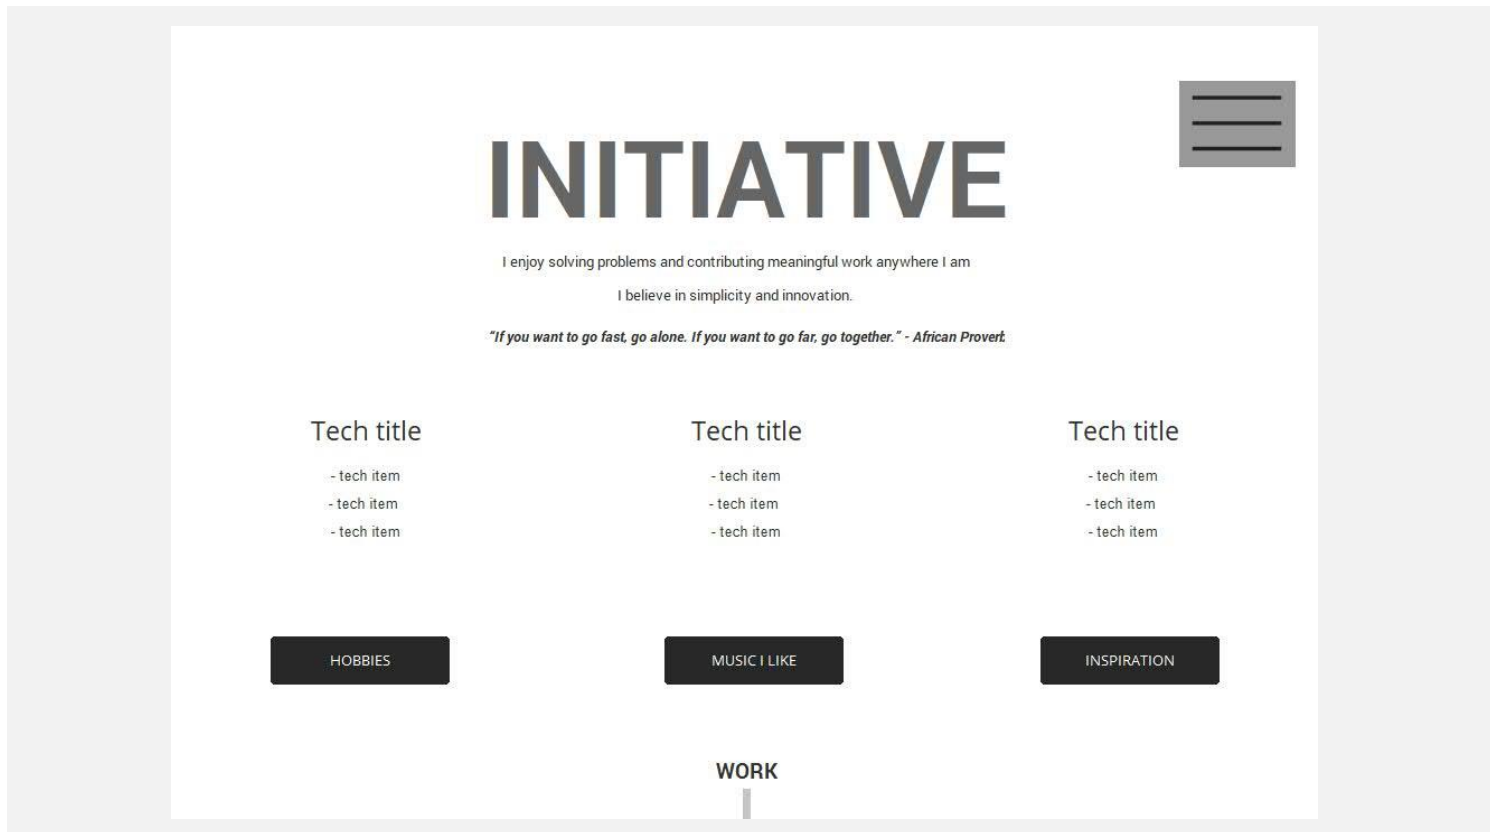 INITIATIVE
I enjoy solving problems and contributing meaningful work anywhere I am
I believe in simplicity and innovation.
“If you want to go fast, go alone. If you want to go far, go together.” - African Proverb
Tech title
- tech item
- tech item
- tech item
Tech title
- tech item
- tech item
- tech item
Tech title
- tech item
- tech item
- tech item
HOBBIES
MUSIC I LIKE
INSPIRATION
WORK